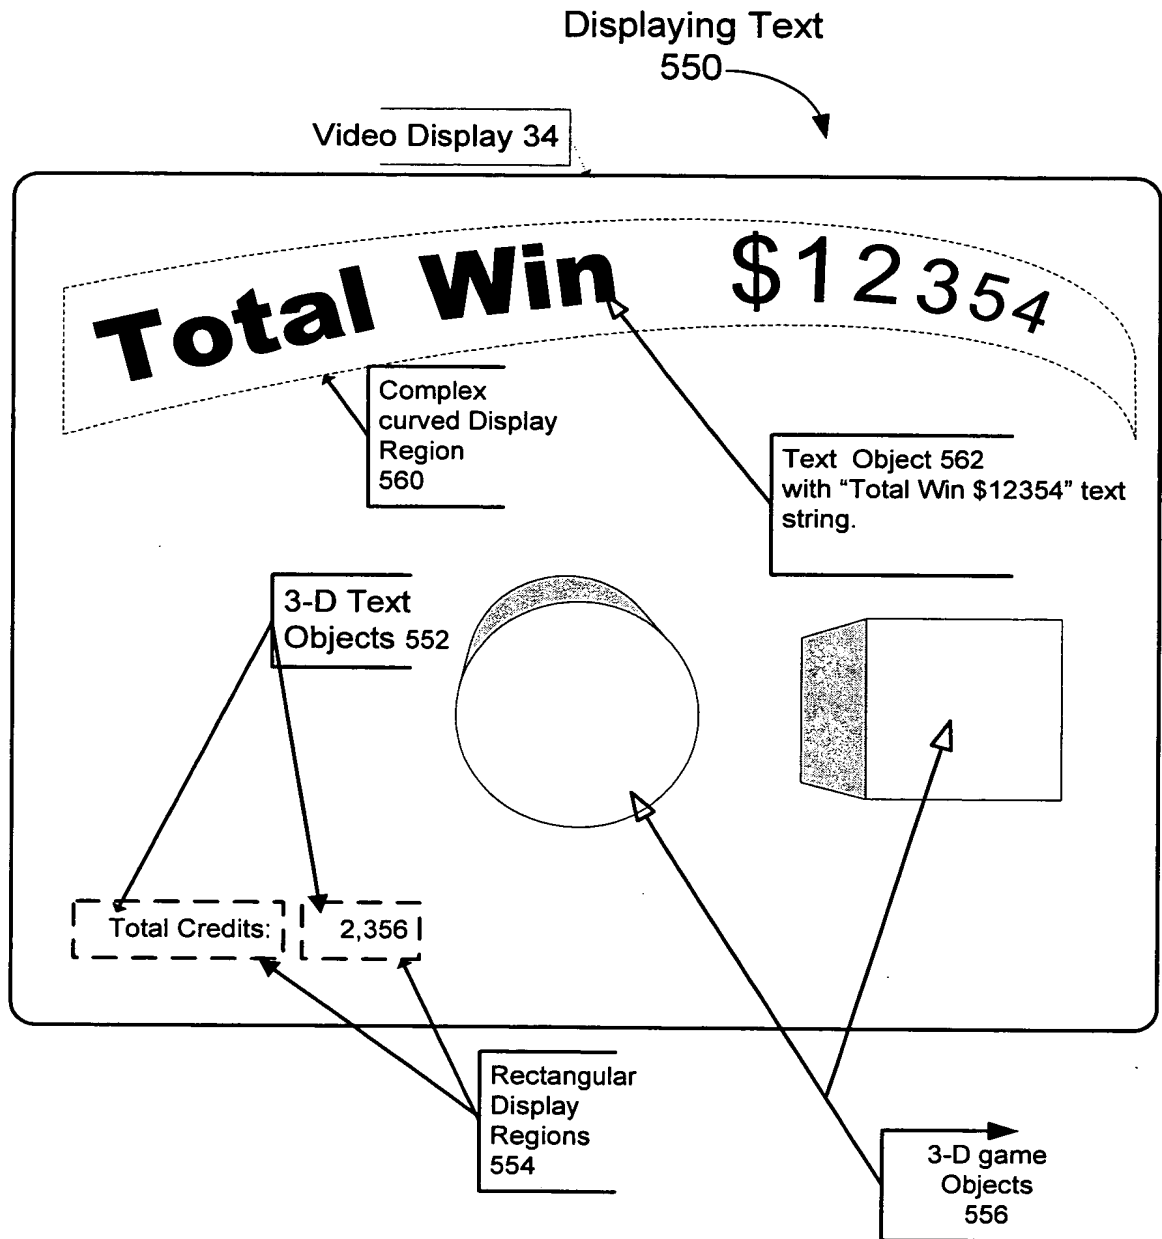 Displaying Text
550
Video Display 34
Total Win $12354
Complex
curved Display
Region
560
Text Object 562
with “Total Win $12354” text
string.
3-D Text
Objects 552
Total Credits: 2,356
Rectangular
Display
Regions
554
3-D game
Objects
556